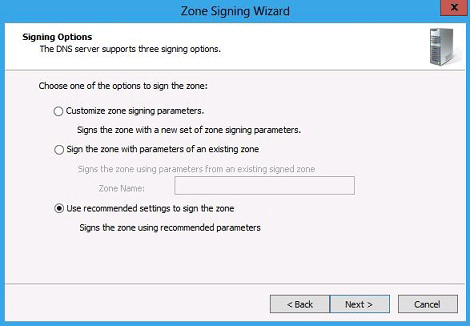 Zone Signing Wizard
x
Signing Options
The DNS server supports three signing options.
Choose one of the options to sign the zone:
Customize zone signing parameters.
Signs the zone with a new set of zone signing parameters.
Sign the zone with parameters of an existing zone
Signs the zone using parameters from an existing signed zone
Zone Name:
Use recommended settings to sign the zone
Signs the zone using recommended parameters
< Back Next > Cancel